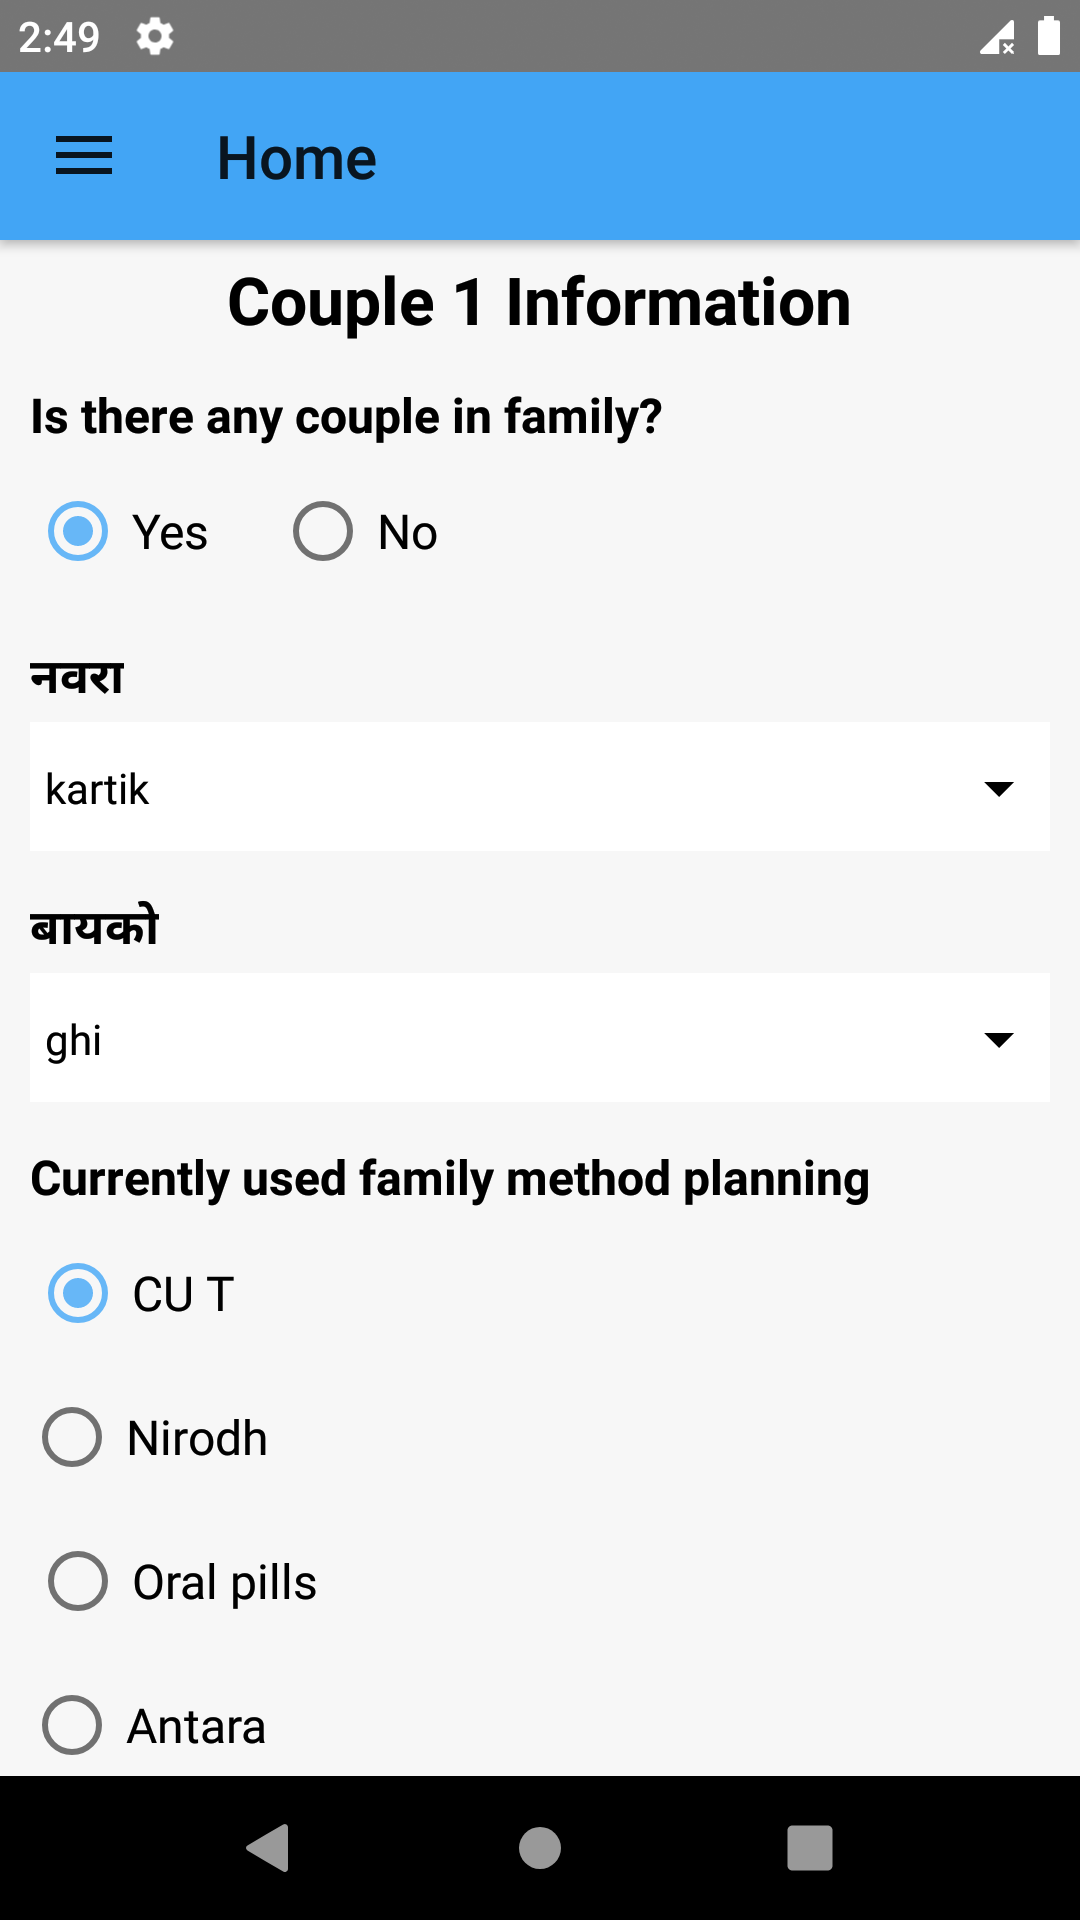 2:49
Home
Couple 1 Information
Is there any couple in family?
Yes No
नवरा
kartik
बायको
ghi
Currently used family method planning
CU T
Nirodh
Oral pills
Antara